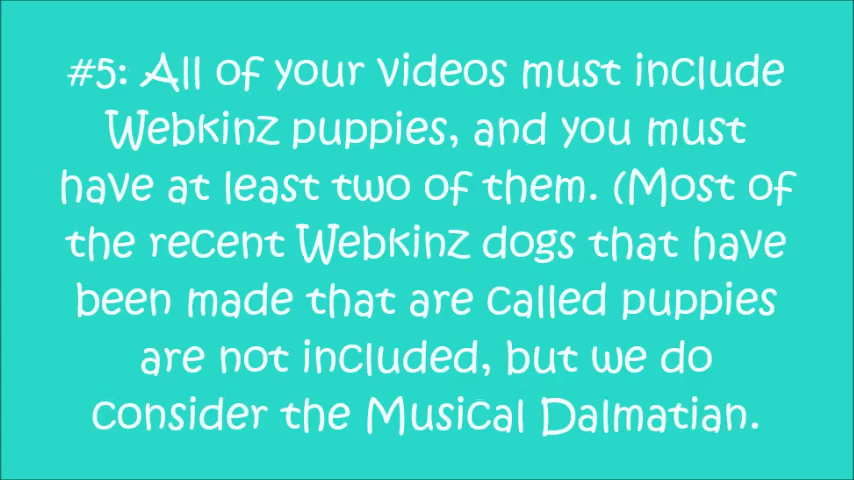 #5: All of your videos must include
Webkinz puppies, and you must
have at least two of them. (Most of
the recent Webkinz dogs that have
been made that are called puppies
are not included, but we do
consider the Musical Dalmatian.